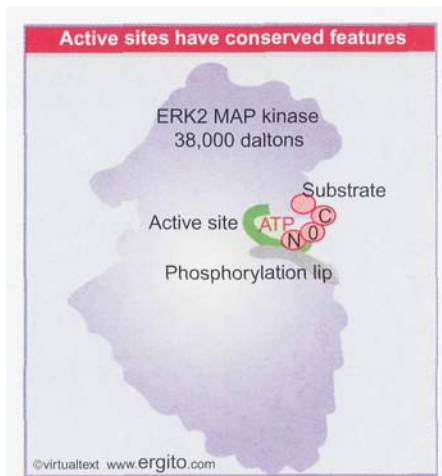 Active sites have conserved features
ERK2 MAP kinase
38,000 daltons
Substrate
Active site
ATP
C
0
N
Phosphorylation lip
©virtualtext www.ergito.com